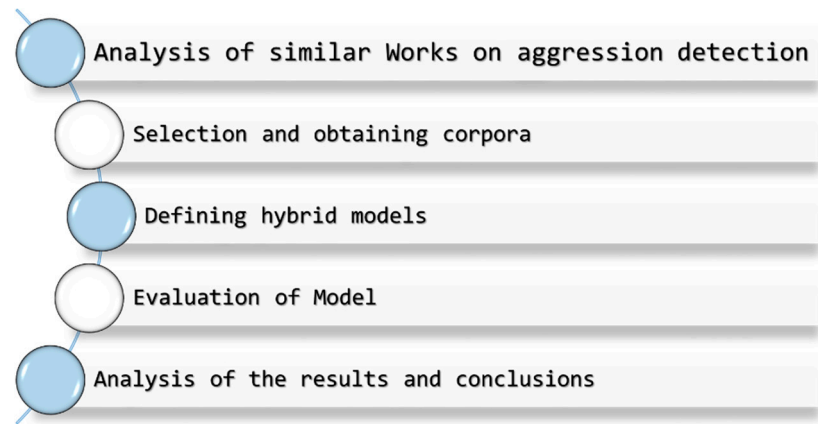 Analysis of similar Works on aggression detection
Selection and obtaining corpora
Defining hybrid models
Evaluation of Model
Analysis of the results and conclusions